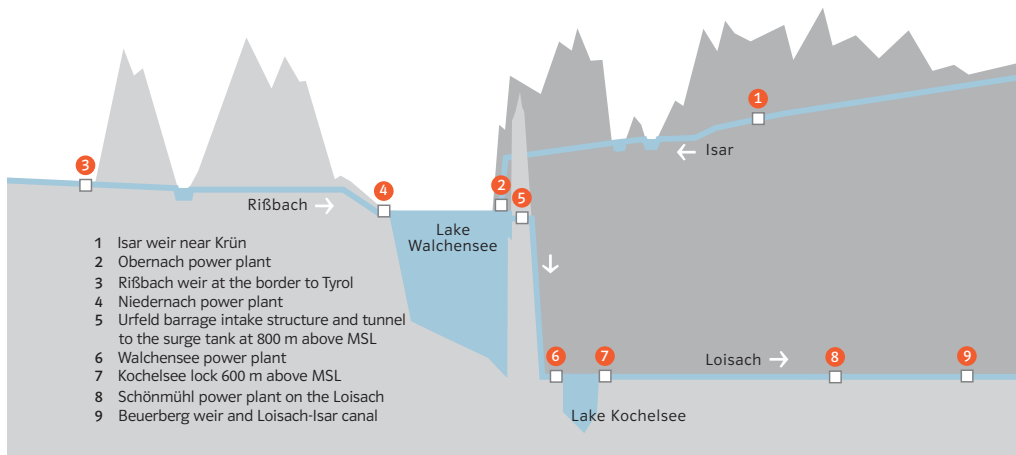 1
Isar
3
2
4
5
Rißbach
Lake
Walchensee
1 Isar weir near Krün
2 Obernach power plant
3 Rißbach weir at the border to Tyrol
4 Niedernach power plant
5 Urfeld barrage intake structure and tunnel
to the surge tank at 800 m above MSL
6 Walchensee power plant
7 Kochelsee lock 600 m above MSL
8 Schönmühl power plant on the Loisach
9 Beuerberg weir and Loisach-Isar canal
6
7
Loisach
8
9
Lake Kochelsee